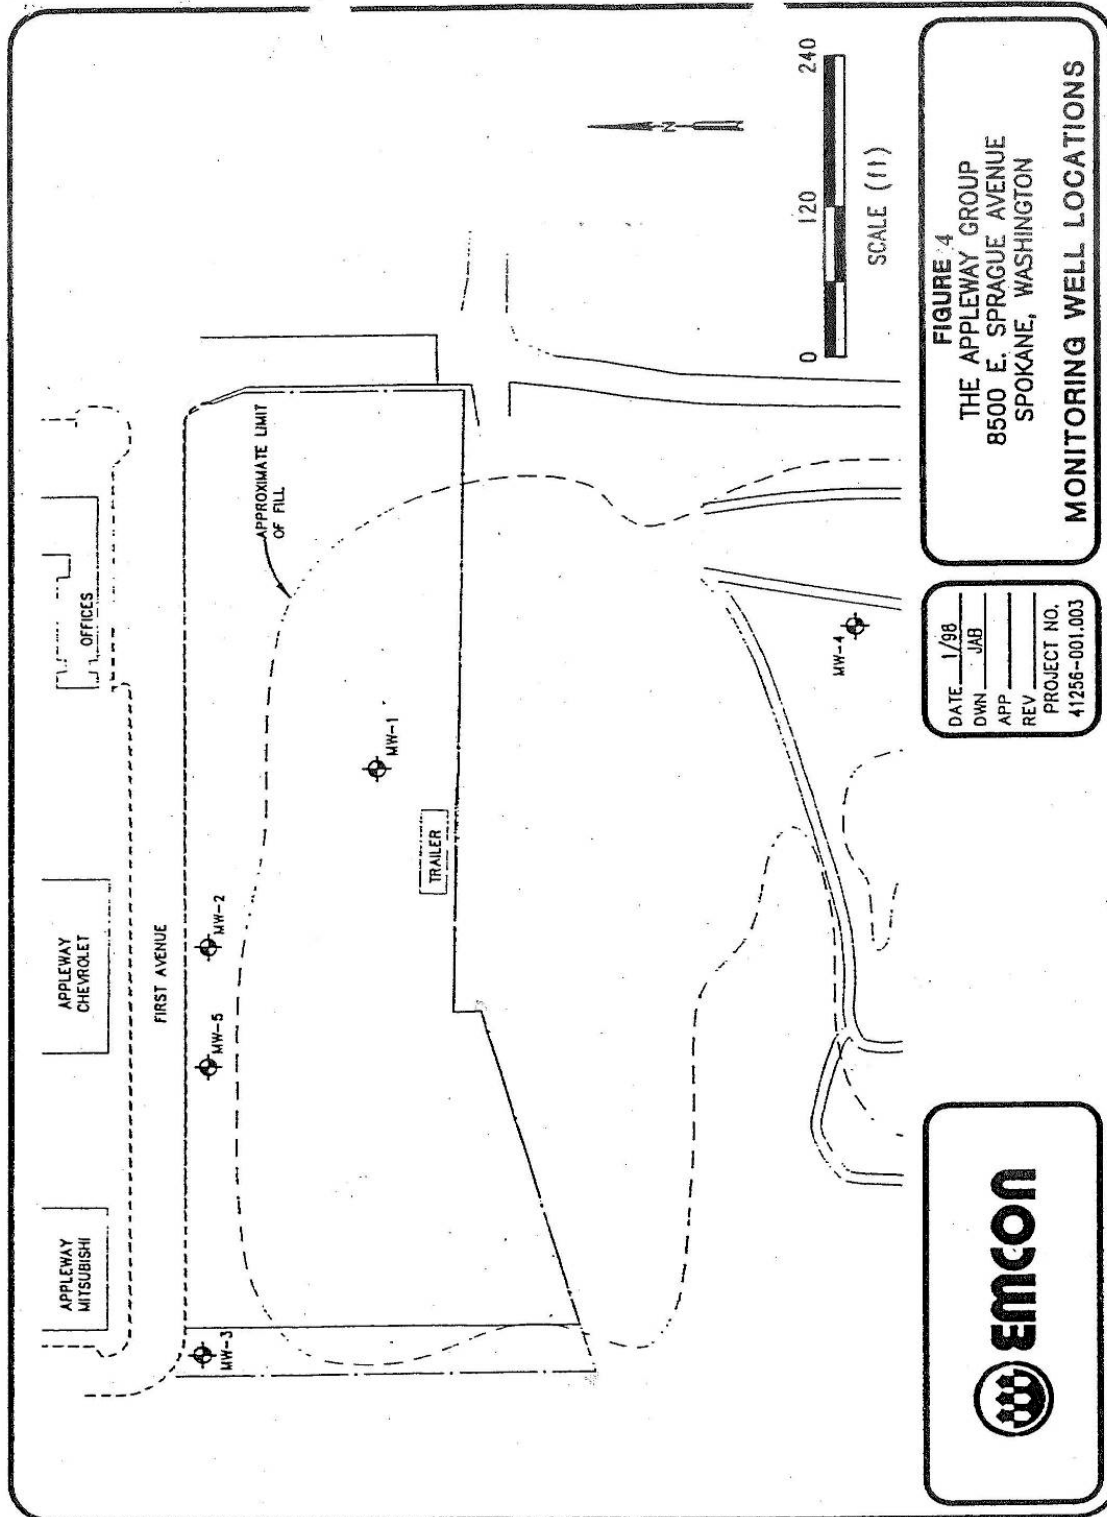 APPLEWAY
MITSUBISHI
APPLEWAY
CHEVROLET
OFFICES
FIRST AVENUE
MW-3
MW-5
MW-2
APPROXIMATE LIMIT
OF FILL
MW-1
TRAILER
MW-4
N
0 120 240
SCALE (ft)
emcon
DATE 1/98
DWN JAB
APP
REV
PROJECT NO.
41256-001.003
FIGURE 4
THE APPLEWAY GROUP
8500 E. SPRAGUE AVENUE
SPOKANE, WASHINGTON
MONITORING WELL LOCATIONS